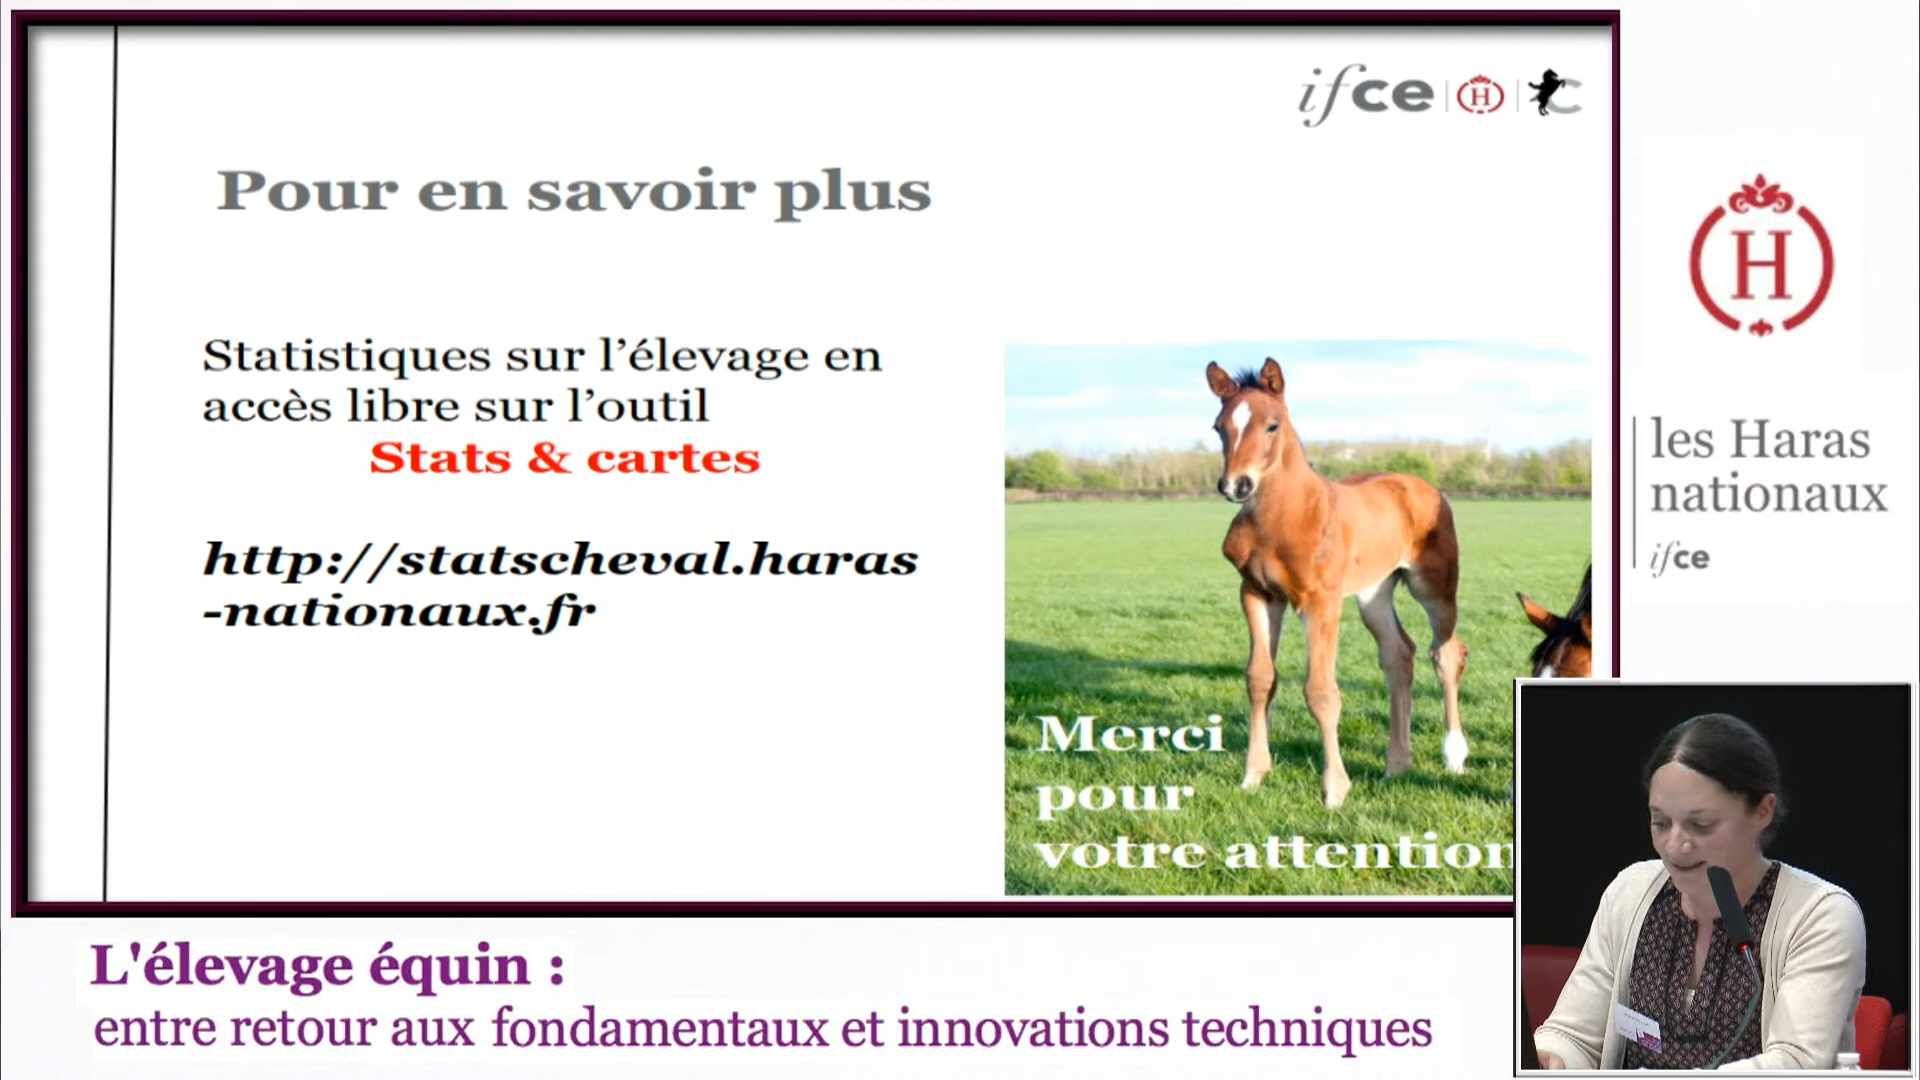 ifce
H
Pour en savoir plus
Statistiques sur l’élevage en
accès libre sur l’outil
Stats & cartes
http://statscheval.haras
-nationaux.fr
Merci
pour
votre attention
H
les Haras
nationaux
ifce
L'élevage équin :
entre retour aux fondamentaux et innovations techniques